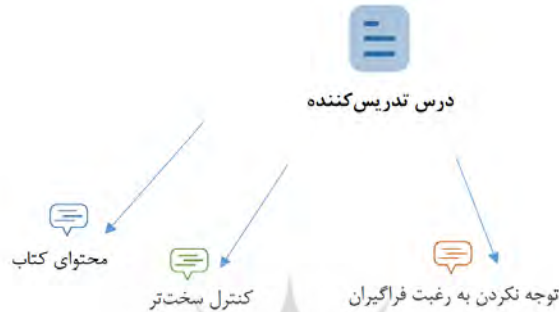 درس تدریس‌کننده
محتوای کتاب
کنترل سخت‌تر
توجه نکردن به رغبت فراگیران